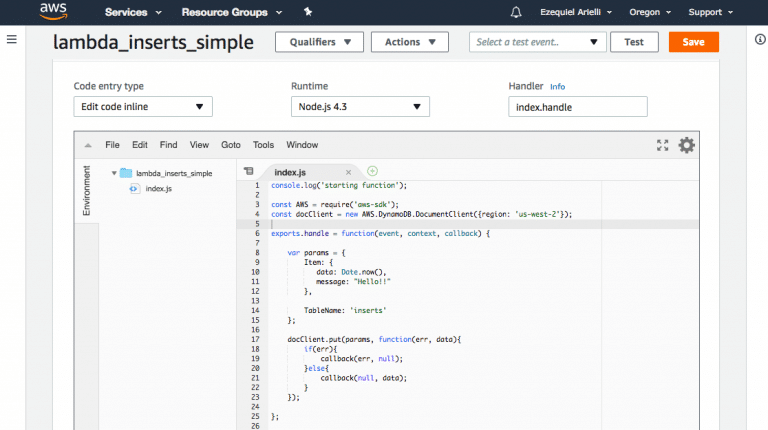 aws Services Resource Groups Ezequiel Arielli Oregon Support
lambda_inserts_simple Qualifiers Actions Select a test event.. Test Save
Code entry type Runtime Handler Info
Edit code inline Node.js 4.3 index.handle
File Edit Find View Goto Tools Window
Environment
lambda_inserts_simple
index.js
index.js
1 console.log('starting function');
2
3 const AWS = require('aws-sdk');
4 const docClient = new AWS.DynamoDB.DocumentClient({region: 'us-west-2'});
5
6 exports.handle = function(event, context, callback) {
7
8 var params = {
9 Item: {
10 data: Date.now(),
11 message: "Hello!!"
12 },
13
14 TableName: 'inserts'
15 };
16
17 docClient.put(params, function(err, data){
18 if(err){
19 callback(err, null);
20 }else{
21 callback(null, data);
22 }
23 });
24
25 };
26